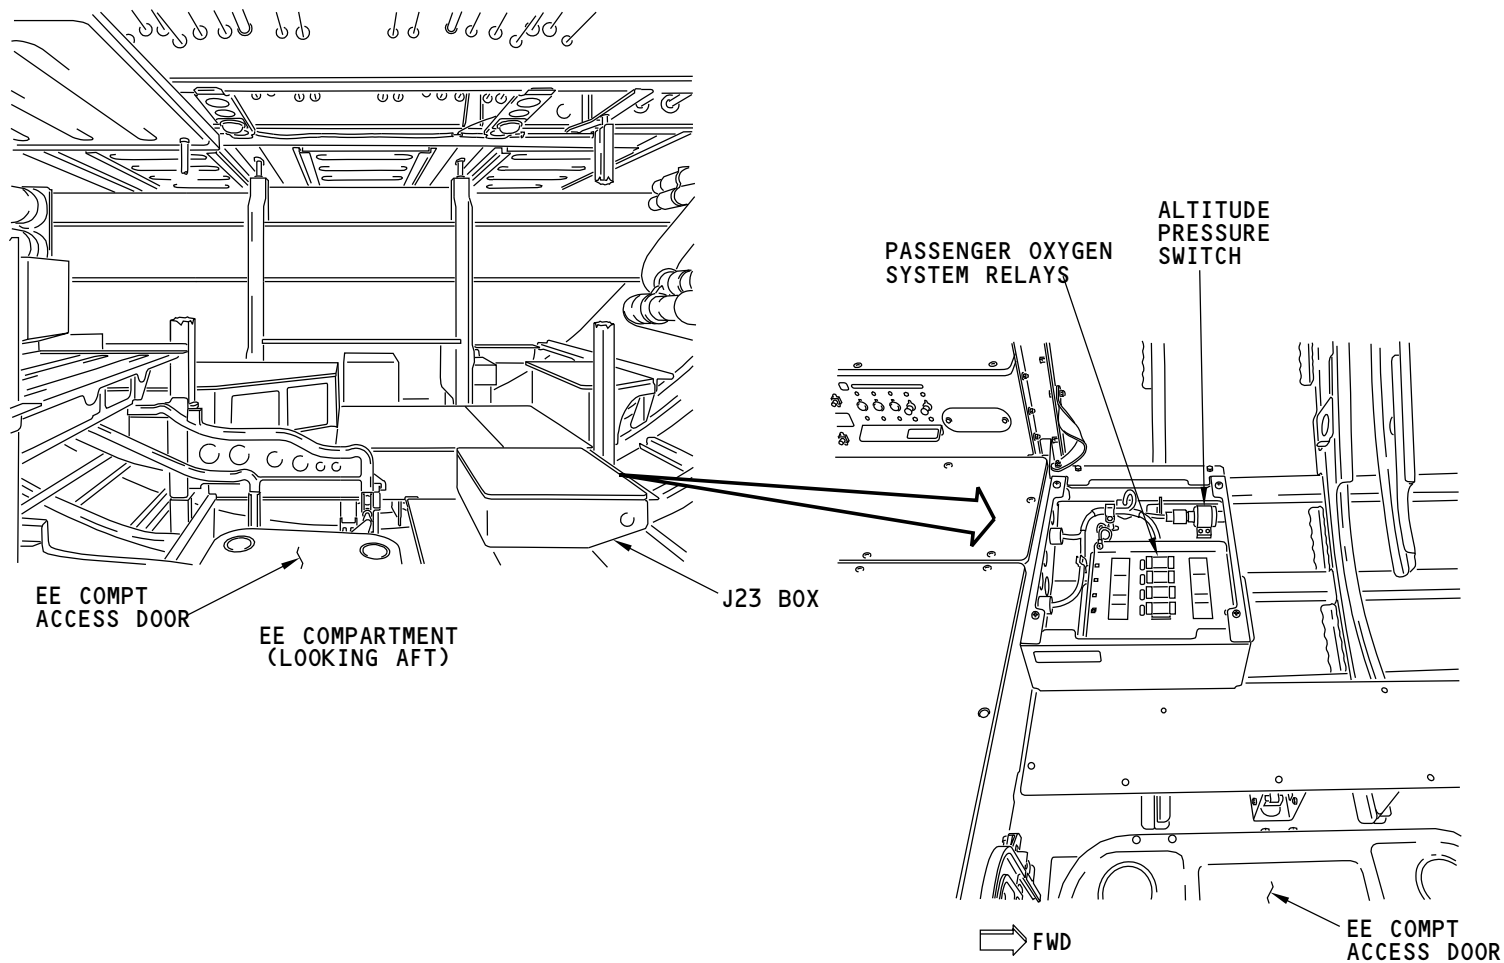 ALTITUDE
PRESSURE
SWITCH
PASSENGER OXYGEN
SYSTEM RELAYS
EE COMPT
ACCESS DOOR
J23 BOX
EE COMPARTMENT
(LOOKING AFT)
FWD
EE COMPT
ACCESS DOOR